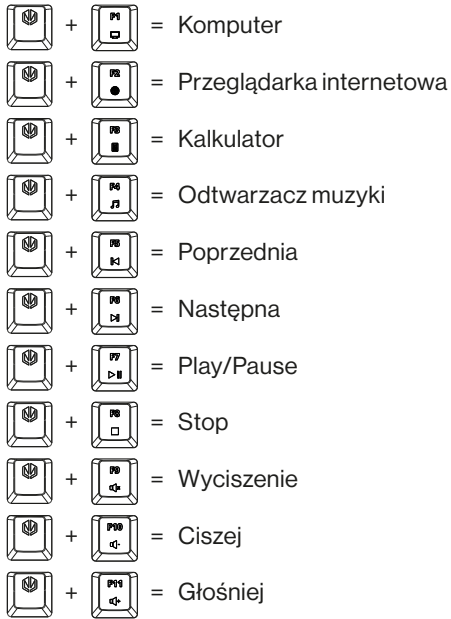 + F1 = Komputer
+ F2 = Przeglądarka internetowa
+ F3 = Kalkulator
+ F4 = Odtwarzacz muzyki
+ F5 = Poprzednia
+ F6 = Następna
+ F7 = Play/Pause
+ F8 = Stop
+ F9 = Wyciszenie
+ F10 = Ciszej
+ F11 = Głośniej